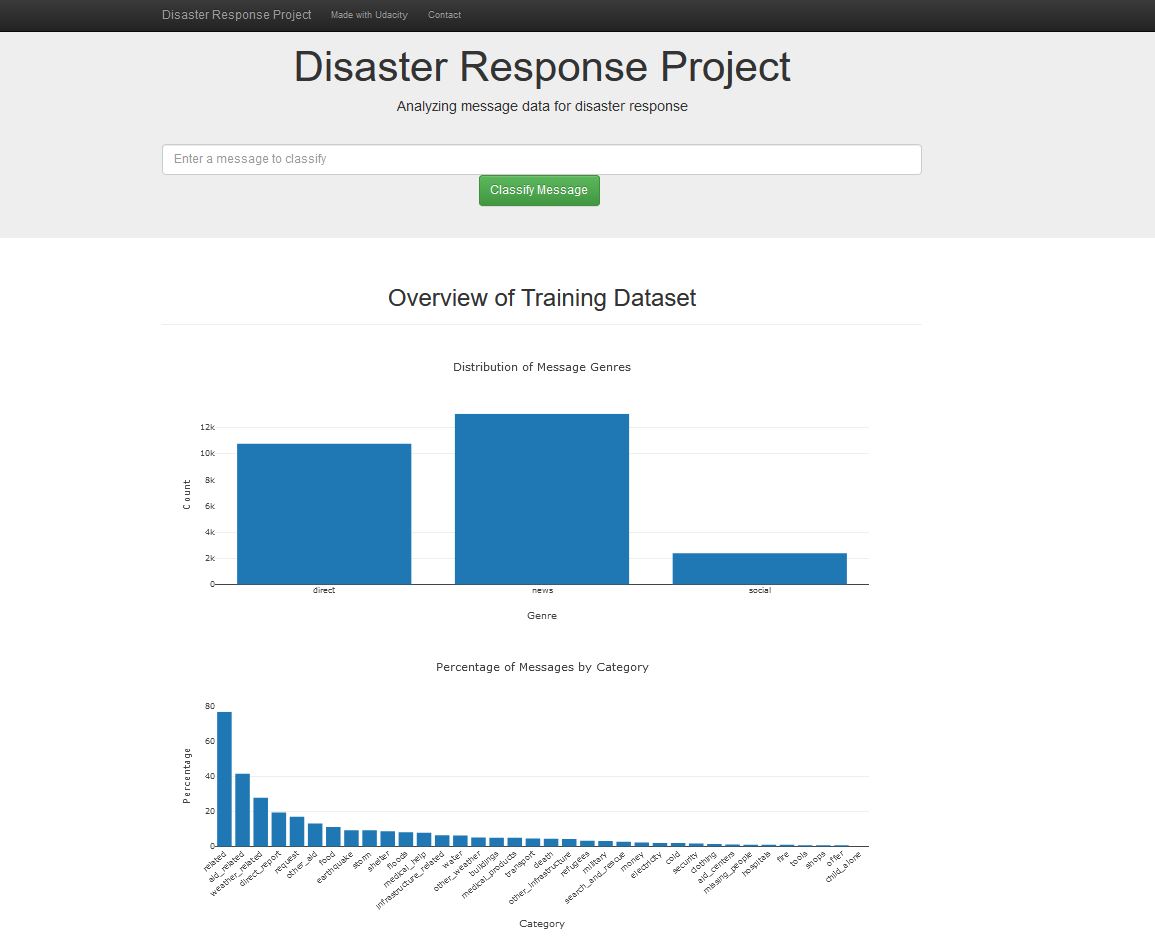 Disaster Response Project Made with Udacity Contact
Disaster Response Project
Analyzing message data for disaster response
Enter a message to classify
Classify Message
Overview of Training Dataset
Distribution of Message Genres
12k
10k
8k
6k
4k
2k
0
Count
direct news social
Genre
Percentage of Messages by Category
80
60
40
20
0
Percentage
related
aid_related
weather_related
direct_report
request
other_aid
food
earthquake
storm
shelter
floods
medical_help
infrastructure_related
water
other_weather
buildings
medical_products
transport
death
other_infrastructure
refugees
military
search_and_rescue
money
electricity
cold
security
clothing
aid_centers
missing_people
hospitals
fire
tools
shops
offer
child_alone
Category